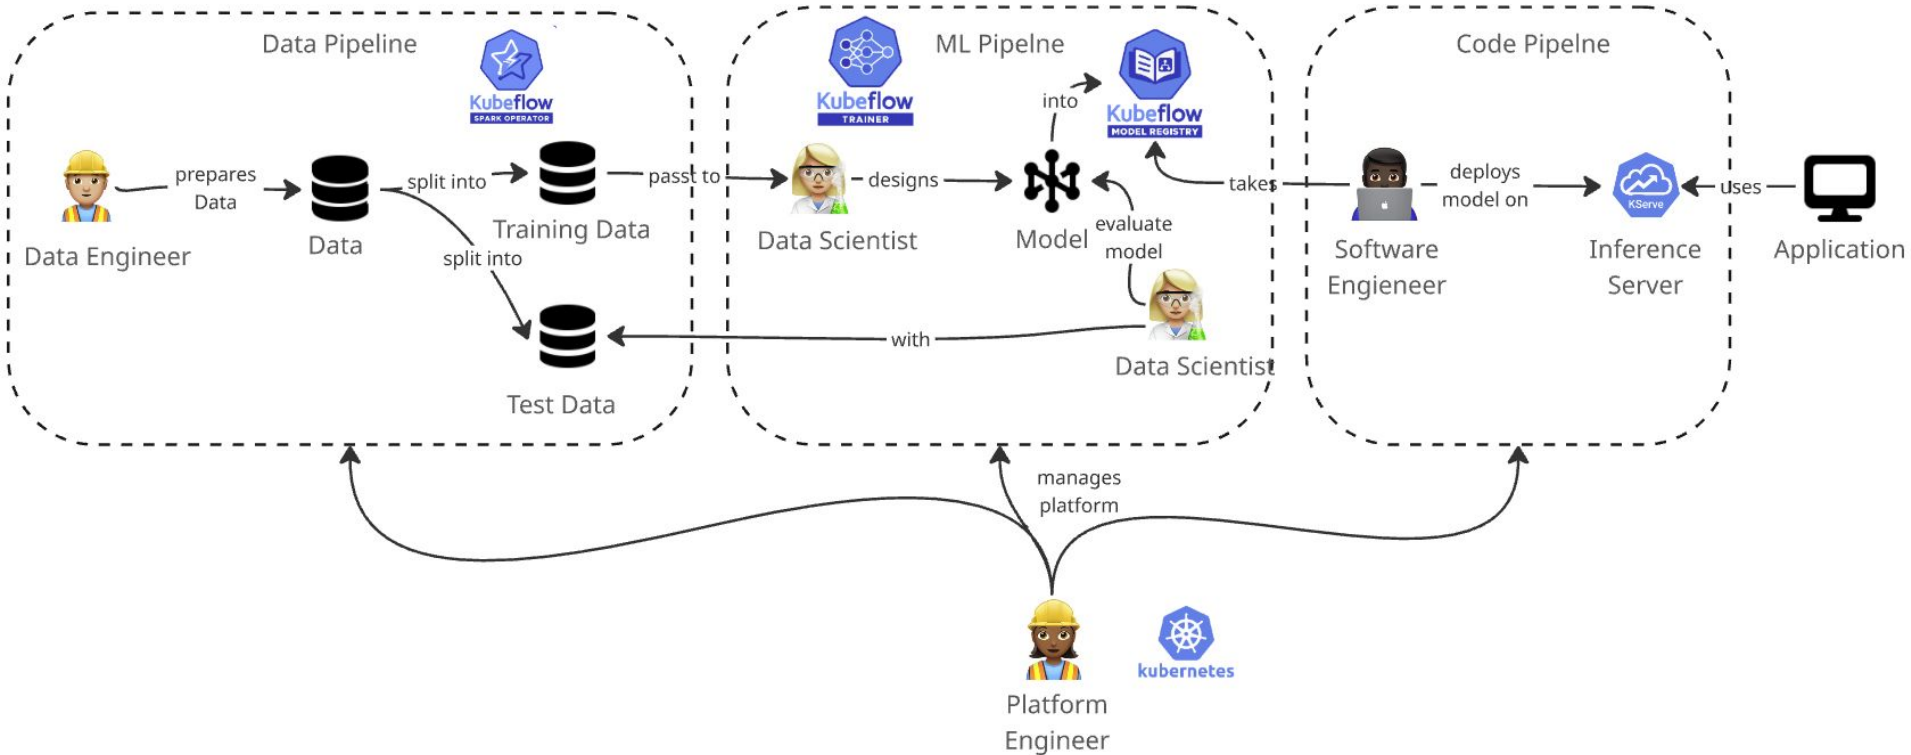 Data Pipeline
Kubeflow
SPARK OPERATOR
prepares
Data
split into
split into
passt to
Data Engineer
Data
Training Data
Test Data
Kubeflow
TRAINER
ML Pipelne
into
Kubeflow
MODEL REGISTRY
designs
Data Scientist
Model
evaluate
model
with
Data Scientist
takes
Code Pipelne
deploys
model on
KServe
uses
Software
Engieneer
Inference
Server
Application
manages
platform
kubernetes
Platform
Engineer